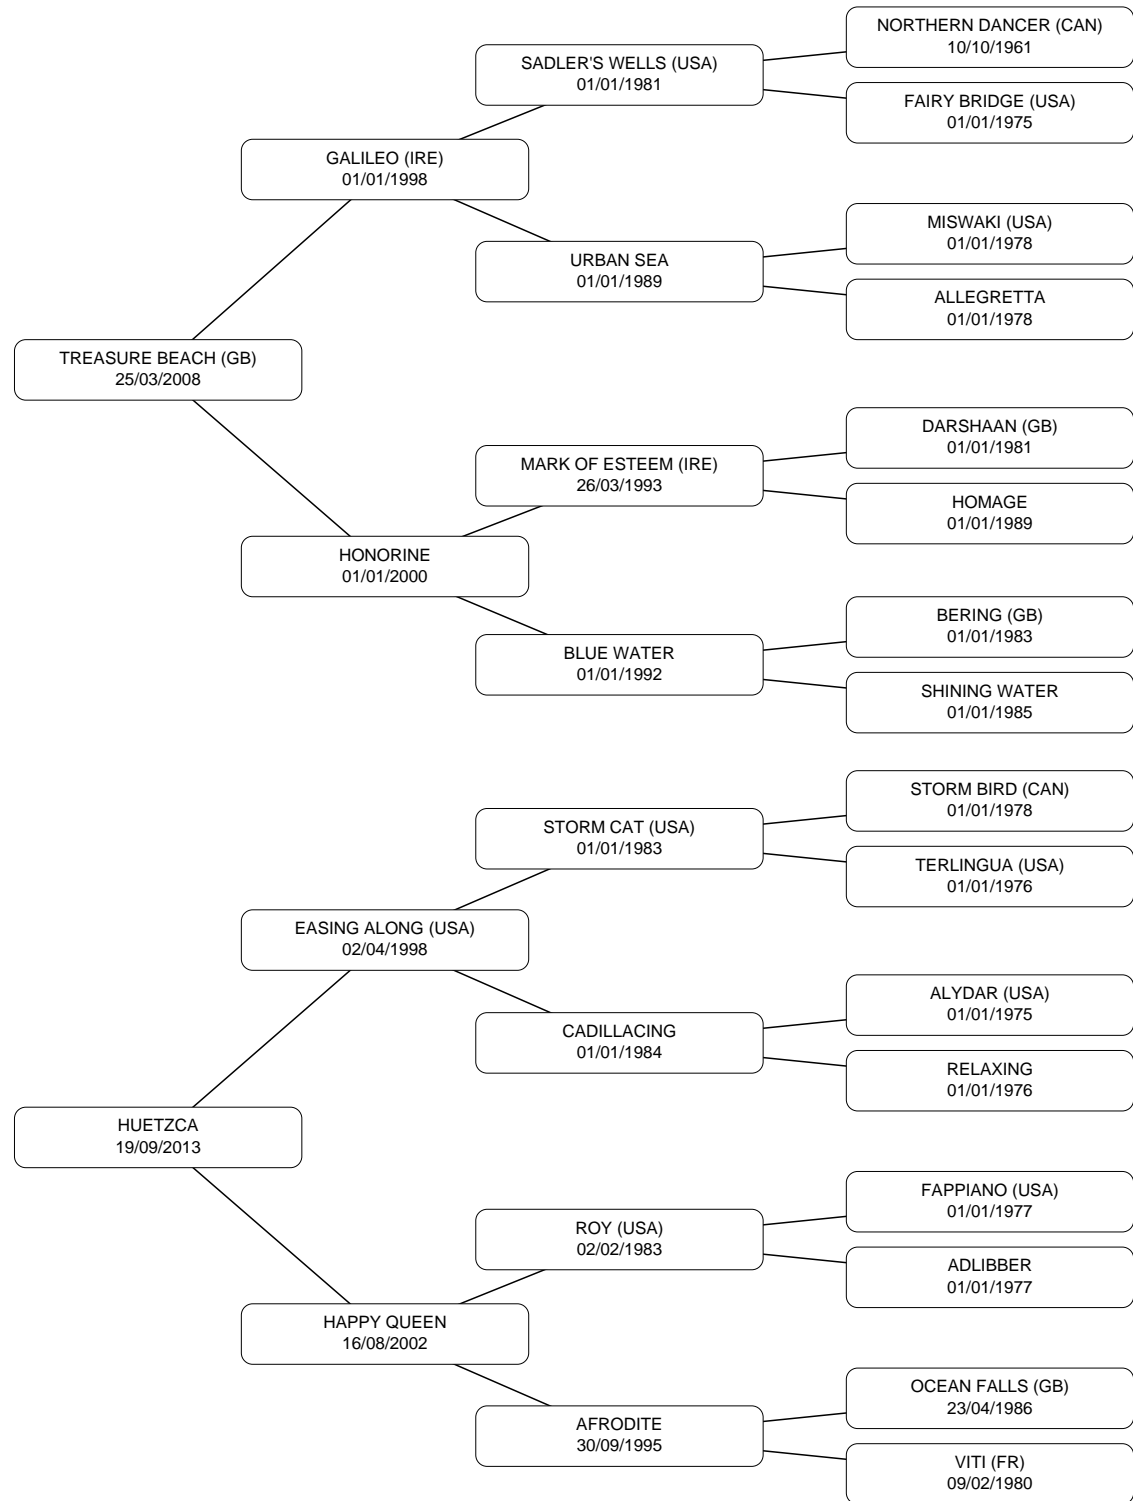 NORTHERN DANCER (CAN)
10/10/1961
SADLER'S WELLS (USA)
01/01/1981
FAIRY BRIDGE (USA)
01/01/1975
GALILEO (IRE)
01/01/1998
MISWAKI (USA)
01/01/1978
URBAN SEA
01/01/1989
ALLEGRETTA
01/01/1978
TREASURE BEACH (GB)
25/03/2008
DARSHAAN (GB)
01/01/1981
MARK OF ESTEEM (IRE)
26/03/1993
HOMAGE
01/01/1989
HONORINE
01/01/2000
BERING (GB)
01/01/1983
BLUE WATER
01/01/1992
SHINING WATER
01/01/1985
STORM BIRD (CAN)
01/01/1978
STORM CAT (USA)
01/01/1983
TERLINGUA (USA)
01/01/1976
EASING ALONG (USA)
02/04/1998
ALYDAR (USA)
01/01/1975
CADILLACING
01/01/1984
RELAXING
01/01/1976
HUETZCA
19/09/2013
FAPPIANO (USA)
01/01/1977
ROY (USA)
02/02/1983
ADLIBBER
01/01/1977
HAPPY QUEEN
16/08/2002
OCEAN FALLS (GB)
23/04/1986
AFRODITE
30/09/1995
VITI (FR)
09/02/1980